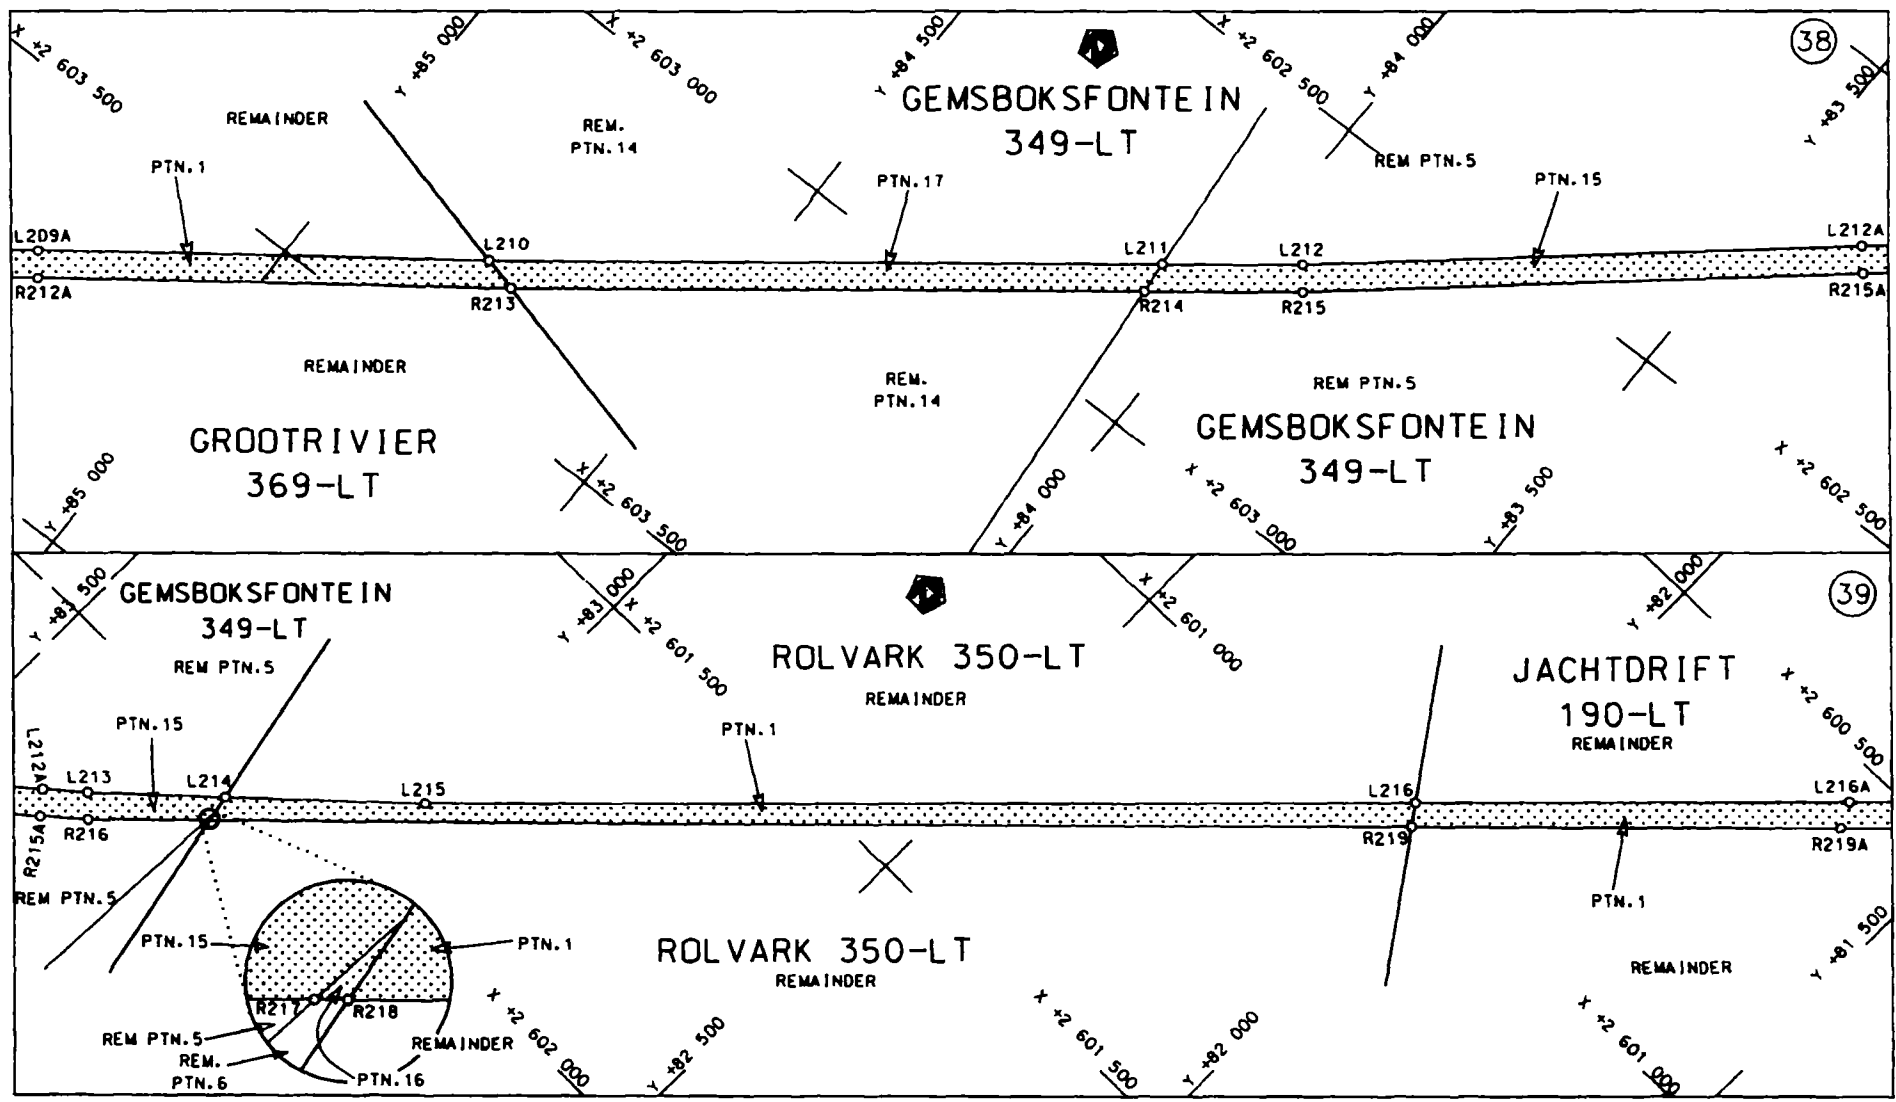 X +2 603 500
Y +85 000
X +2 603 000
Y +84 500
X +2 602 500
Y +84 000
Y +83 500
38
REMAINDER
REM.
PTN.14
GEMSBOKSFONTEIN
349-LT
REM PTN.5
PTN.1
PTN.17
PTN.15
L209A
L210
L211
L212
L212A
R212A
R213
R214
R215
R215A
REMAINDER
REM.
PTN.14
REM PTN.5
GROOTRIVIER
369-LT
GEMSBOKSFONTEIN
349-LT
Y +85 000
X +2 603 500
Y +84 000
X +2 603 000
Y +83 500
X +2 602 500
Y +83 500
GEMSBOKSFONTEIN
349-LT
REM PTN.5
Y +83 000
X +2 601 500
X +2 601 000
Y +82 000
39
ROLVARK 350-LT
REMAINDER
JACHTDRIFT
190-LT
REMAINDER
X +2 600 500
PTN.15
PTN.1
L212A
L213
L214
L215
L216
L216A
R215A
R216
R219
R219A
REM PTN.5
PTN.1
PTN.15
PTN.1
ROLVARK 350-LT
REMAINDER
REMAINDER
Y +81 500
R217
R218
REM PTN.5
REMAINDER
REM.
PTN.6
PTN.16
X +2 602 000
Y +82 500
X +2 601 500
Y +82 000
X +2 601 000